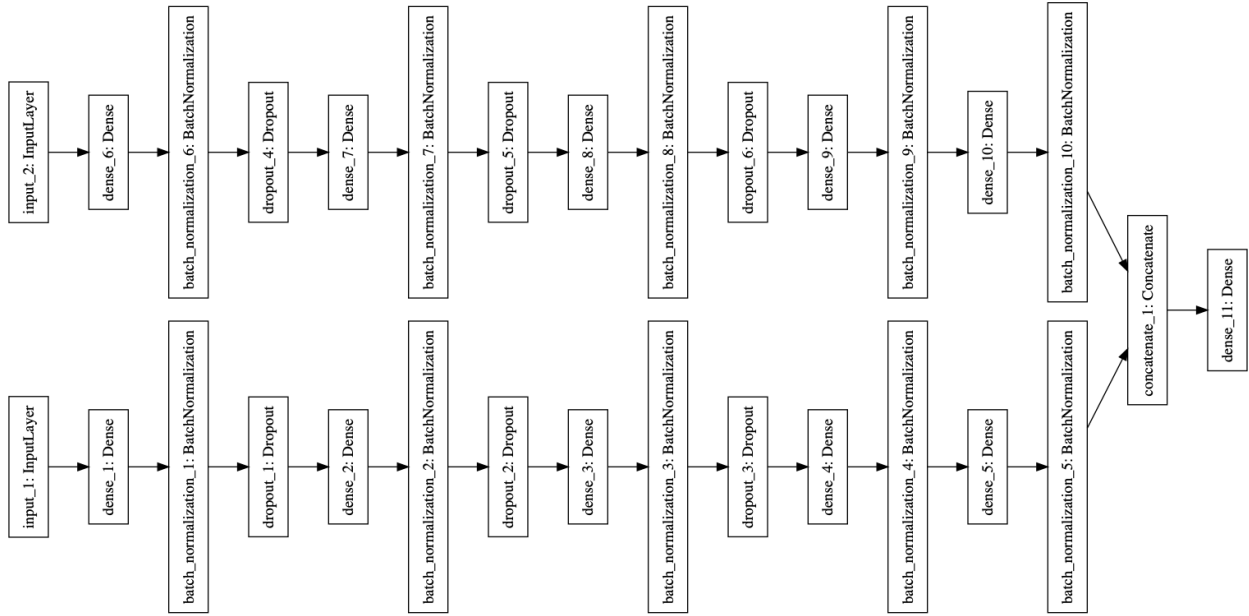 input_1: InputLayer
dense_1: Dense
batch_normalization_1: BatchNormalization
dropout_1: Dropout
dense_2: Dense
batch_normalization_2: BatchNormalization
dropout_2: Dropout
dense_3: Dense
batch_normalization_3: BatchNormalization
dropout_3: Dropout
dense_4: Dense
batch_normalization_4: BatchNormalization
dense_5: Dense
batch_normalization_5: BatchNormalization
input_2: InputLayer
dense_6: Dense
batch_normalization_6: BatchNormalization
dropout_4: Dropout
dense_7: Dense
batch_normalization_7: BatchNormalization
dropout_5: Dropout
dense_8: Dense
batch_normalization_8: BatchNormalization
dropout_6: Dropout
dense_9: Dense
batch_normalization_9: BatchNormalization
dense_10: Dense
batch_normalization_10: BatchNormalization
concatenate_1: Concatenate
dense_11: Dense